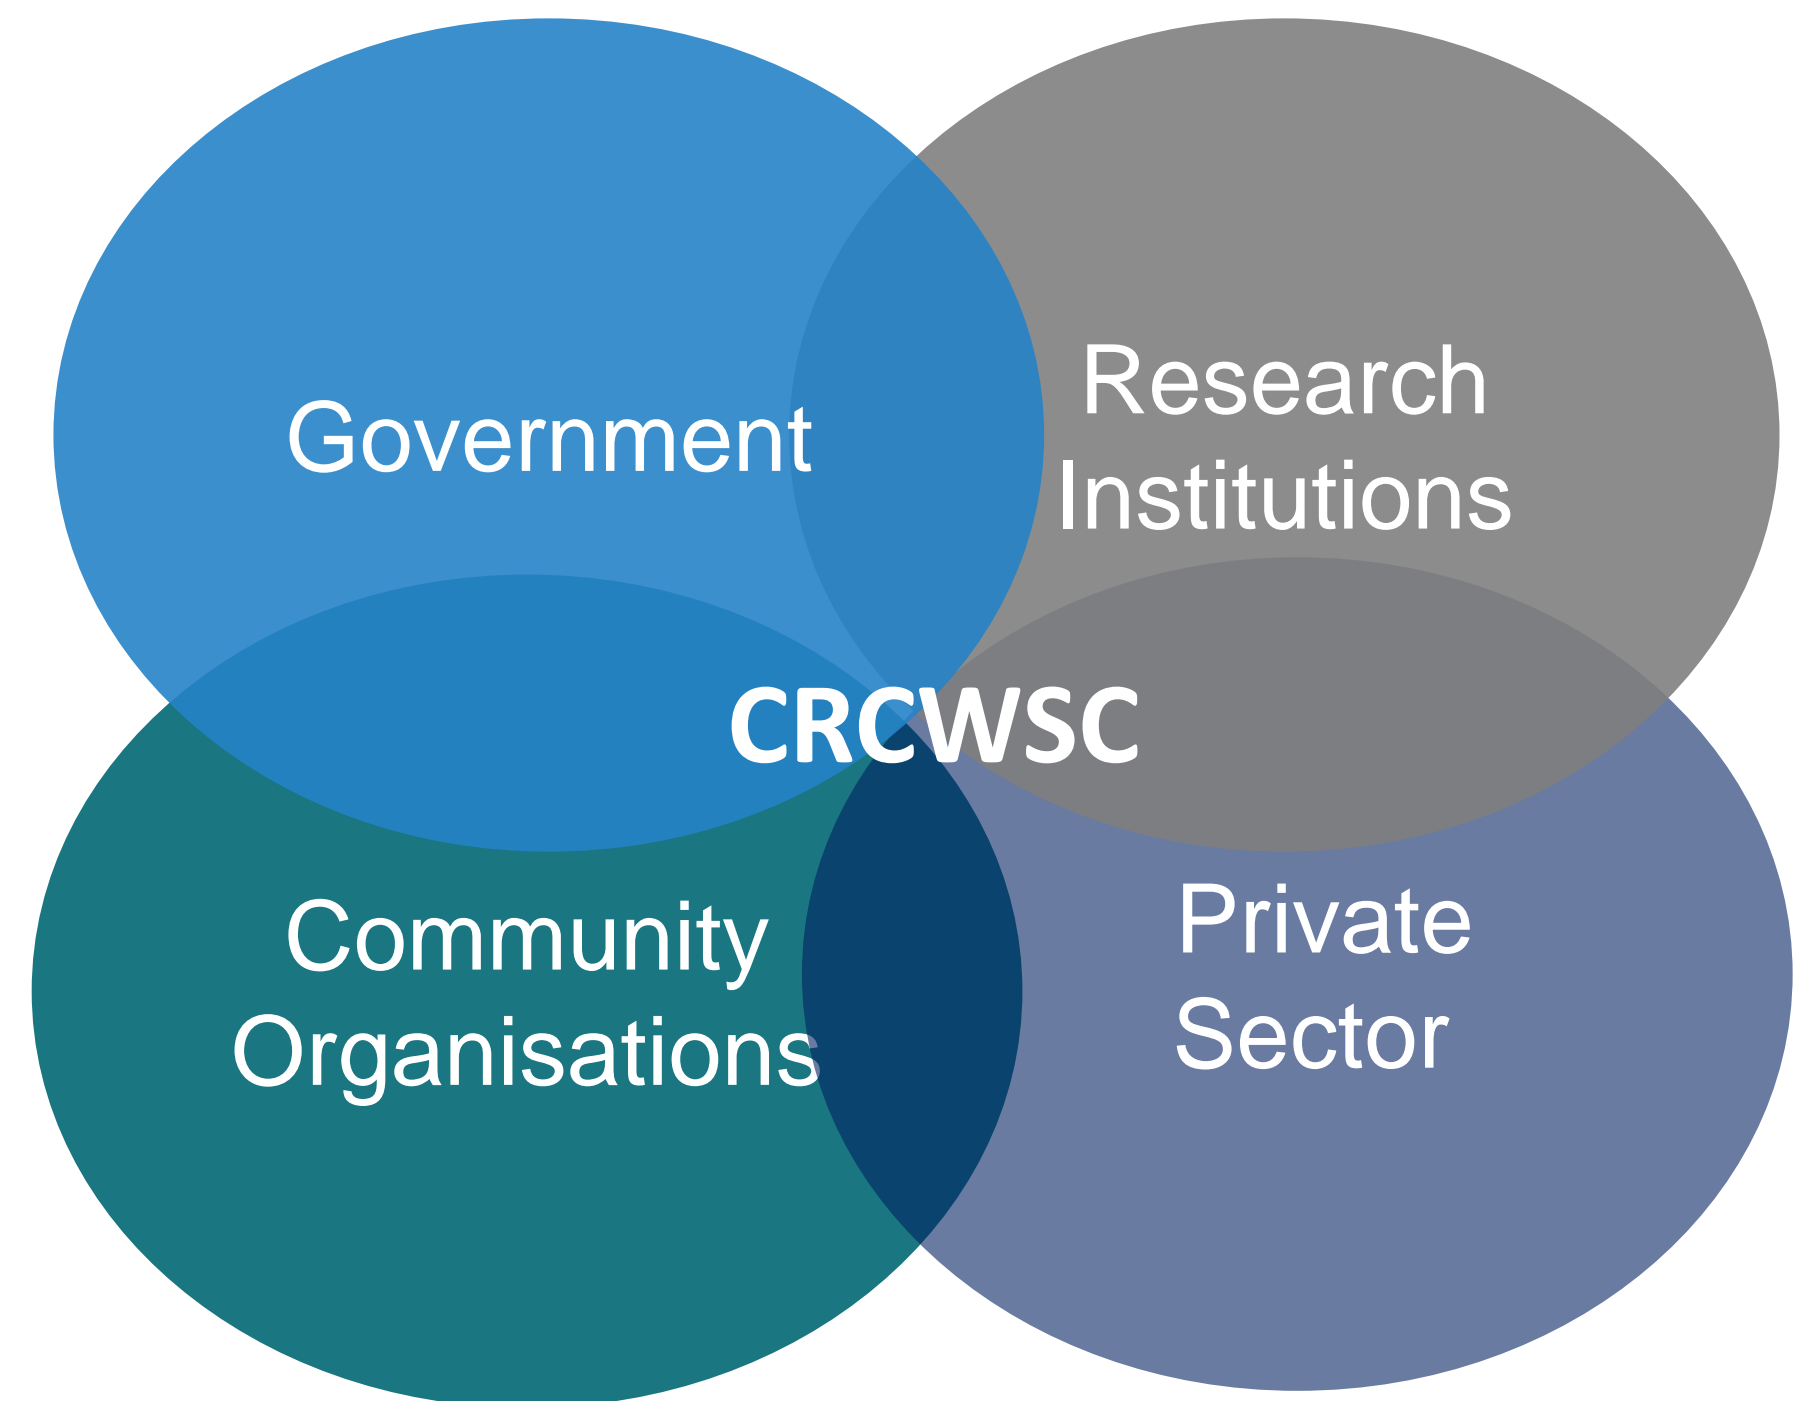 Government
Research
Institutions
CRCWSC
Community
Organisations
Private
Sector